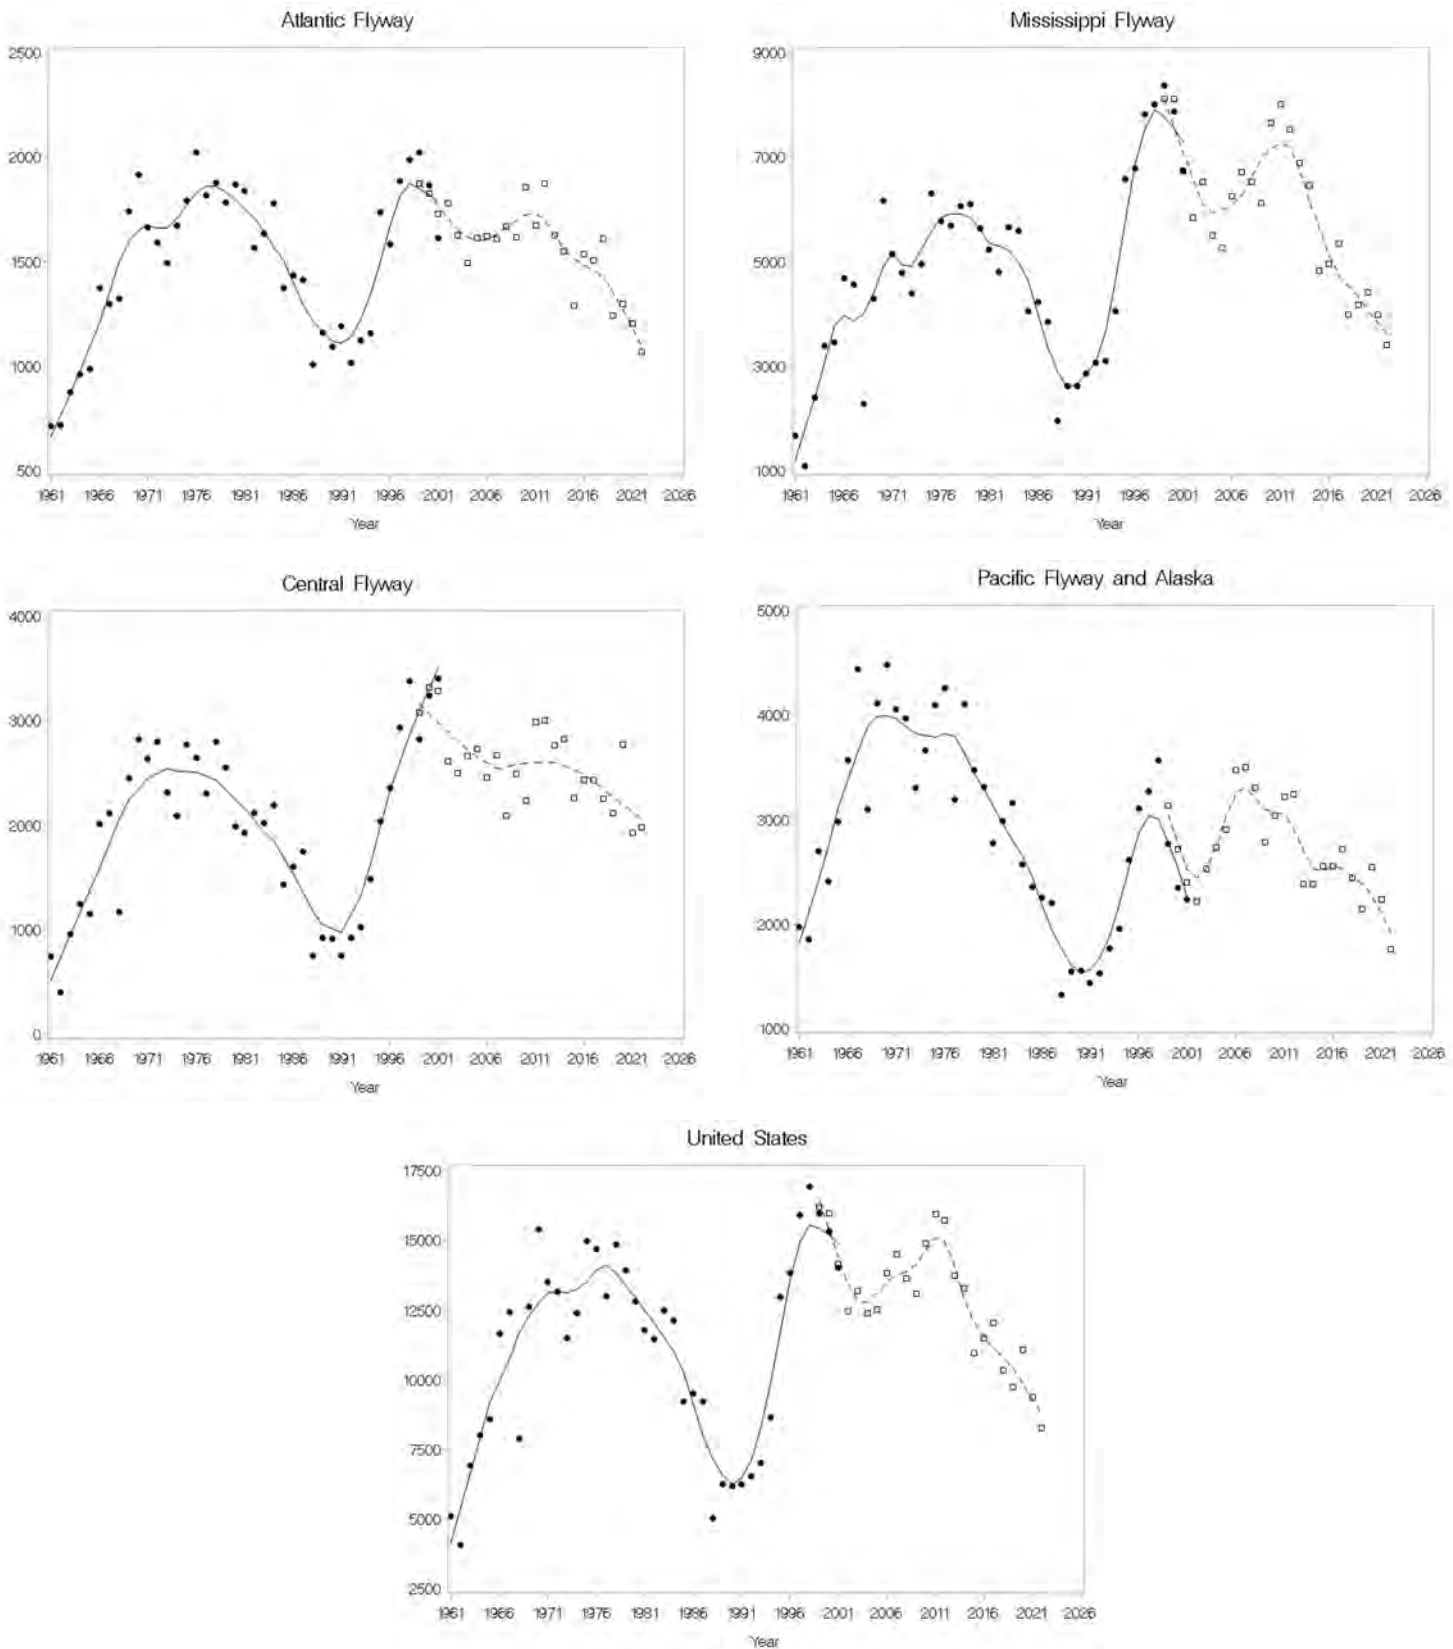 Atlantic Flyway
2500
2000
1500
1000
500
1961 1966 1971 1976 1981 1986 1991 1996 2001 2006 2011 2016 2021 2026
Year
Mississippi Flyway
9000
7000
5000
3000
1000
1961 1966 1971 1976 1981 1986 1991 1996 2001 2006 2011 2016 2021 2026
Year
Central Flyway
4000
3000
2000
1000
0
1961 1966 1971 1976 1981 1986 1991 1996 2001 2006 2011 2016 2021 2026
Year
Pacific Flyway and Alaska
5000
4000
3000
2000
1000
1961 1966 1971 1976 1981 1986 1991 1996 2001 2006 2011 2016 2021 2026
Year
United States
17500
15000
12500
10000
7500
5000
2500
1961 1966 1971 1976 1981 1986 1991 1996 2001 2006 2011 2016 2021 2026
Year